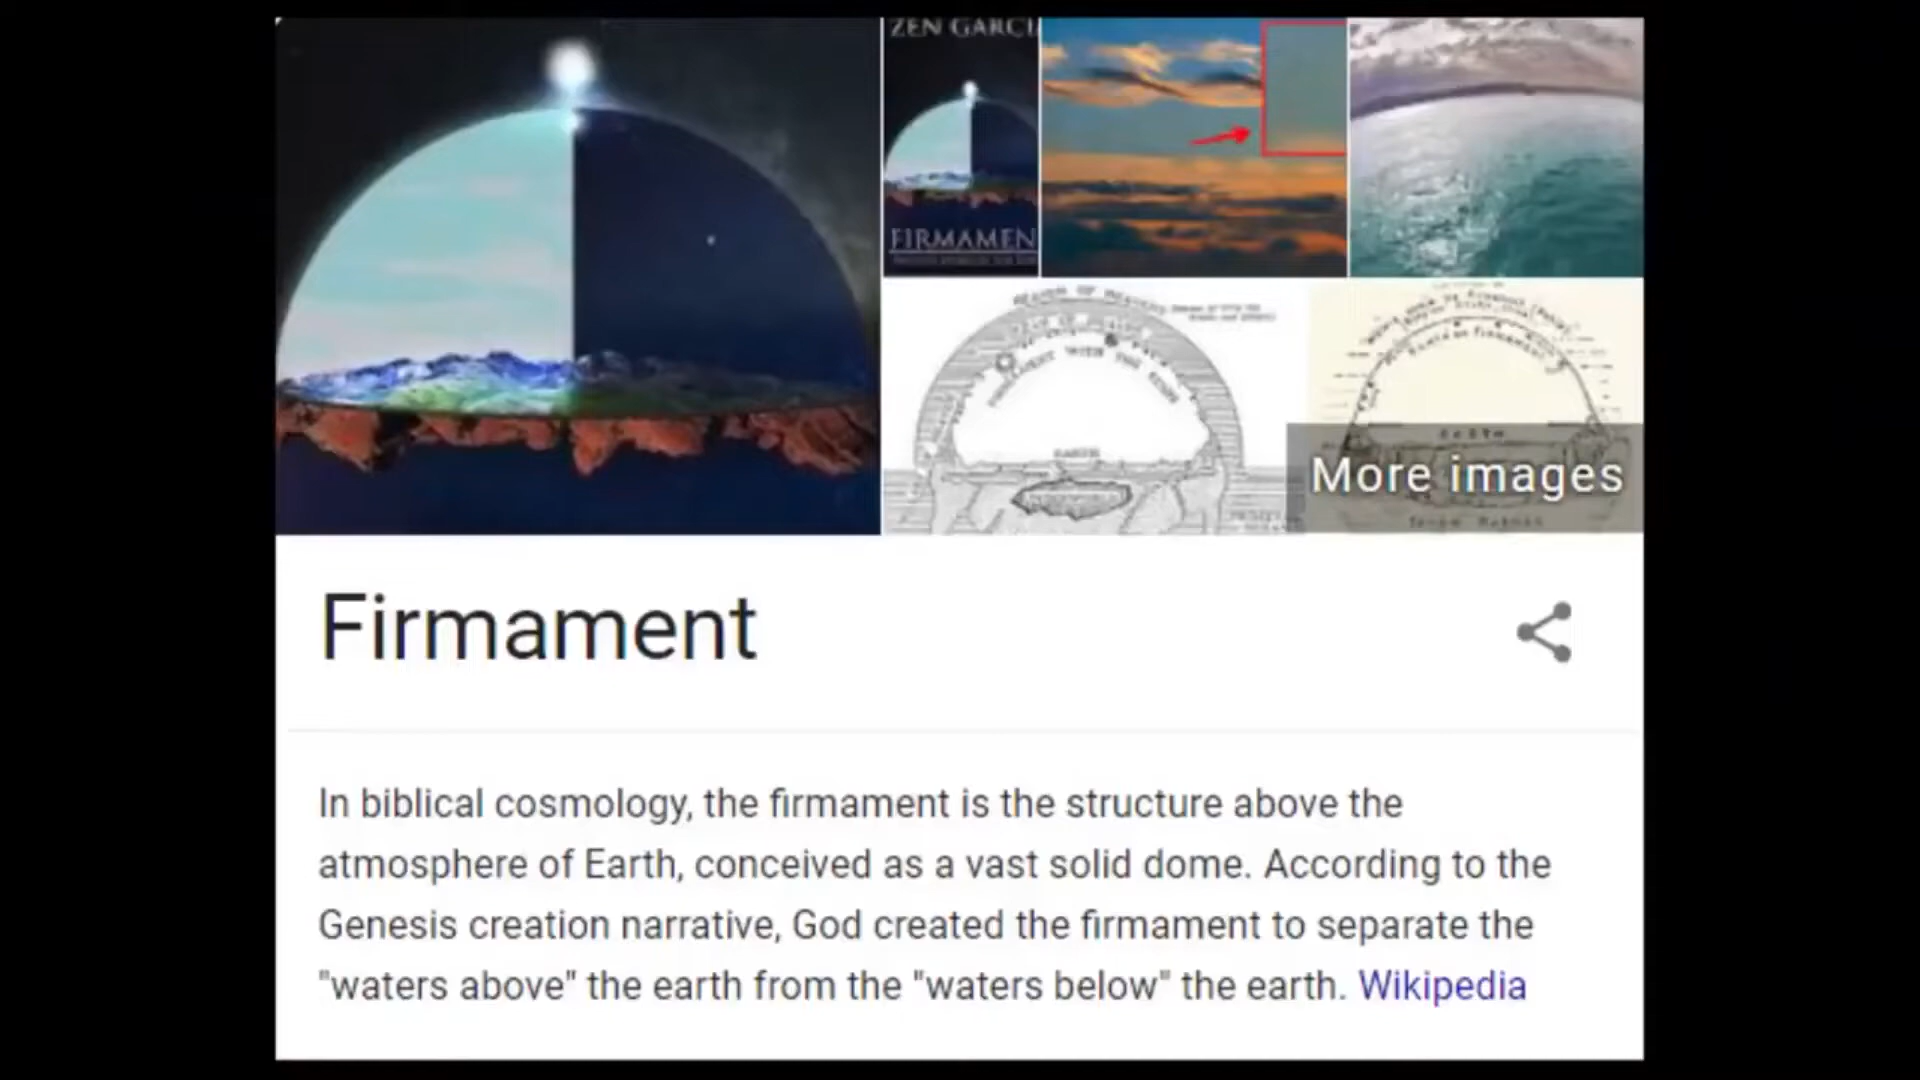 ZEN GARCI
FIRMAMEN
EARTH
More images
Firmament
In biblical cosmology, the firmament is the structure above the
atmosphere of Earth, conceived as a vast solid dome. According to the
Genesis creation narrative, God created the firmament to separate the
"waters above" the earth from the "waters below" the earth. Wikipedia